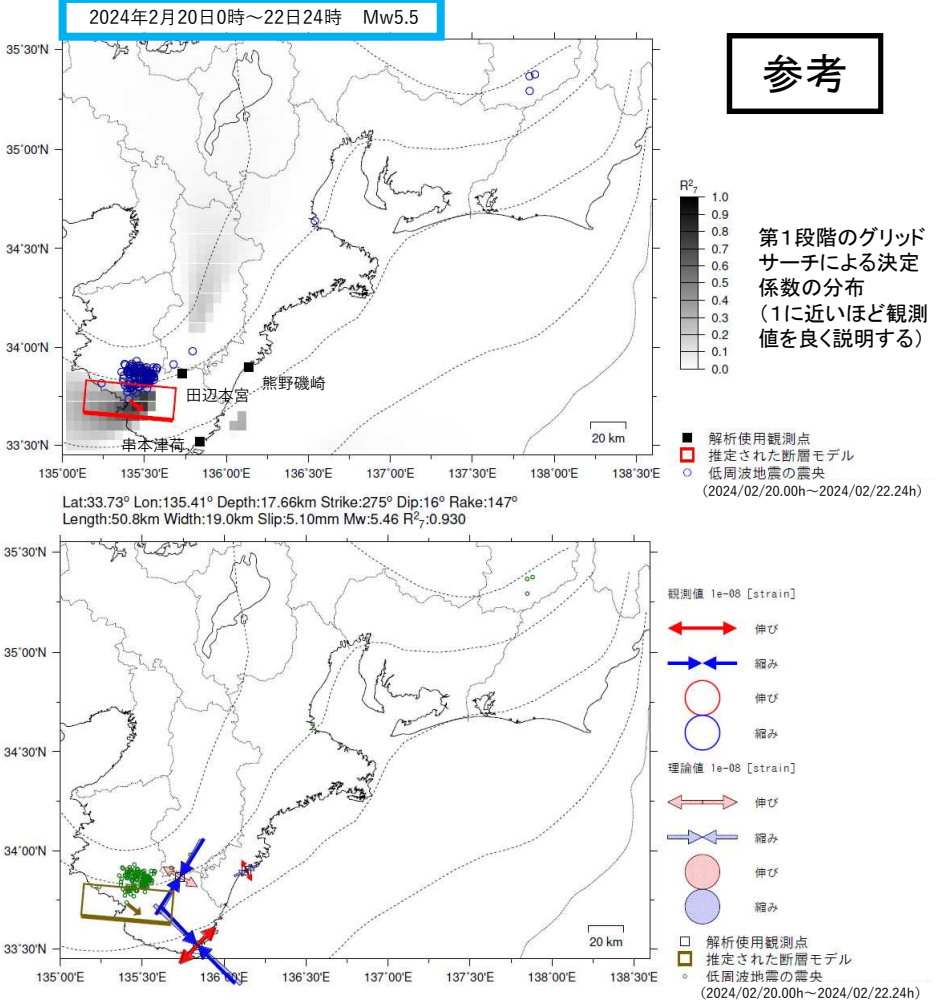 2024年2月20日0時～22日24時 Mw5.5
参考
35°30'N
35°00'N
34°30'N
34°00'N
33°30'N
135°00'E
135°30'E
136°00'E
136°30'E
137°00'E
137°30'E
138°00'E
138°30'E
田辺本宮
熊野磯崎
串本津荷
20 km
R²₇
1.0
0.9
0.8
0.7
0.6
0.5
0.4
0.3
0.2
0.1
0.0
第１段階のグリッド
サーチによる決定
係数の分布
（１に近いほど観測
値を良く説明する）
解析使用観測点
推定された断層モデル
低周波地震の震央
（2024/02/20.00h～2024/02/22.24h）
Lat:33.73° Lon:135.41° Depth:17.66km Strike:275° Dip:16° Rake:147°
Length:50.8km Width:19.0km Slip:5.10mm Mw:5.46 R²₇:0.930
35°30'N
35°00'N
34°30'N
34°00'N
33°30'N
135°00'E
135°30'E
136°00'E
136°30'E
137°00'E
137°30'E
138°00'E
138°30'E
20 km
観測値 1e-08 [strain]
伸び
縮み
伸び
縮み
理論値 1e-08 [strain]
伸び
縮み
伸び
縮み
解析使用観測点
推定された断層モデル
低周波地震の震央
（2024/02/20.00h～2024/02/22.24h）